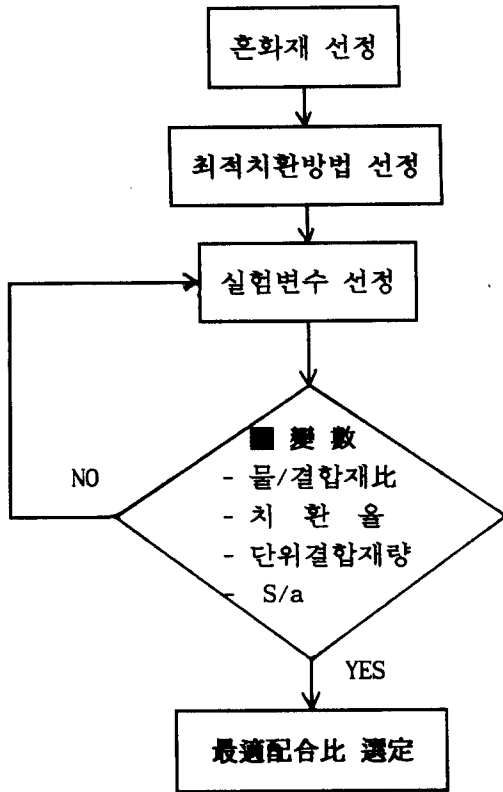 혼화재 선정
최적치환방법 선정
실험변수 선정
■ 變 數
- 물/결합재比
- 치 환 율
- 단위결합재량
- S/a
NO
YES
最適配合比 選定